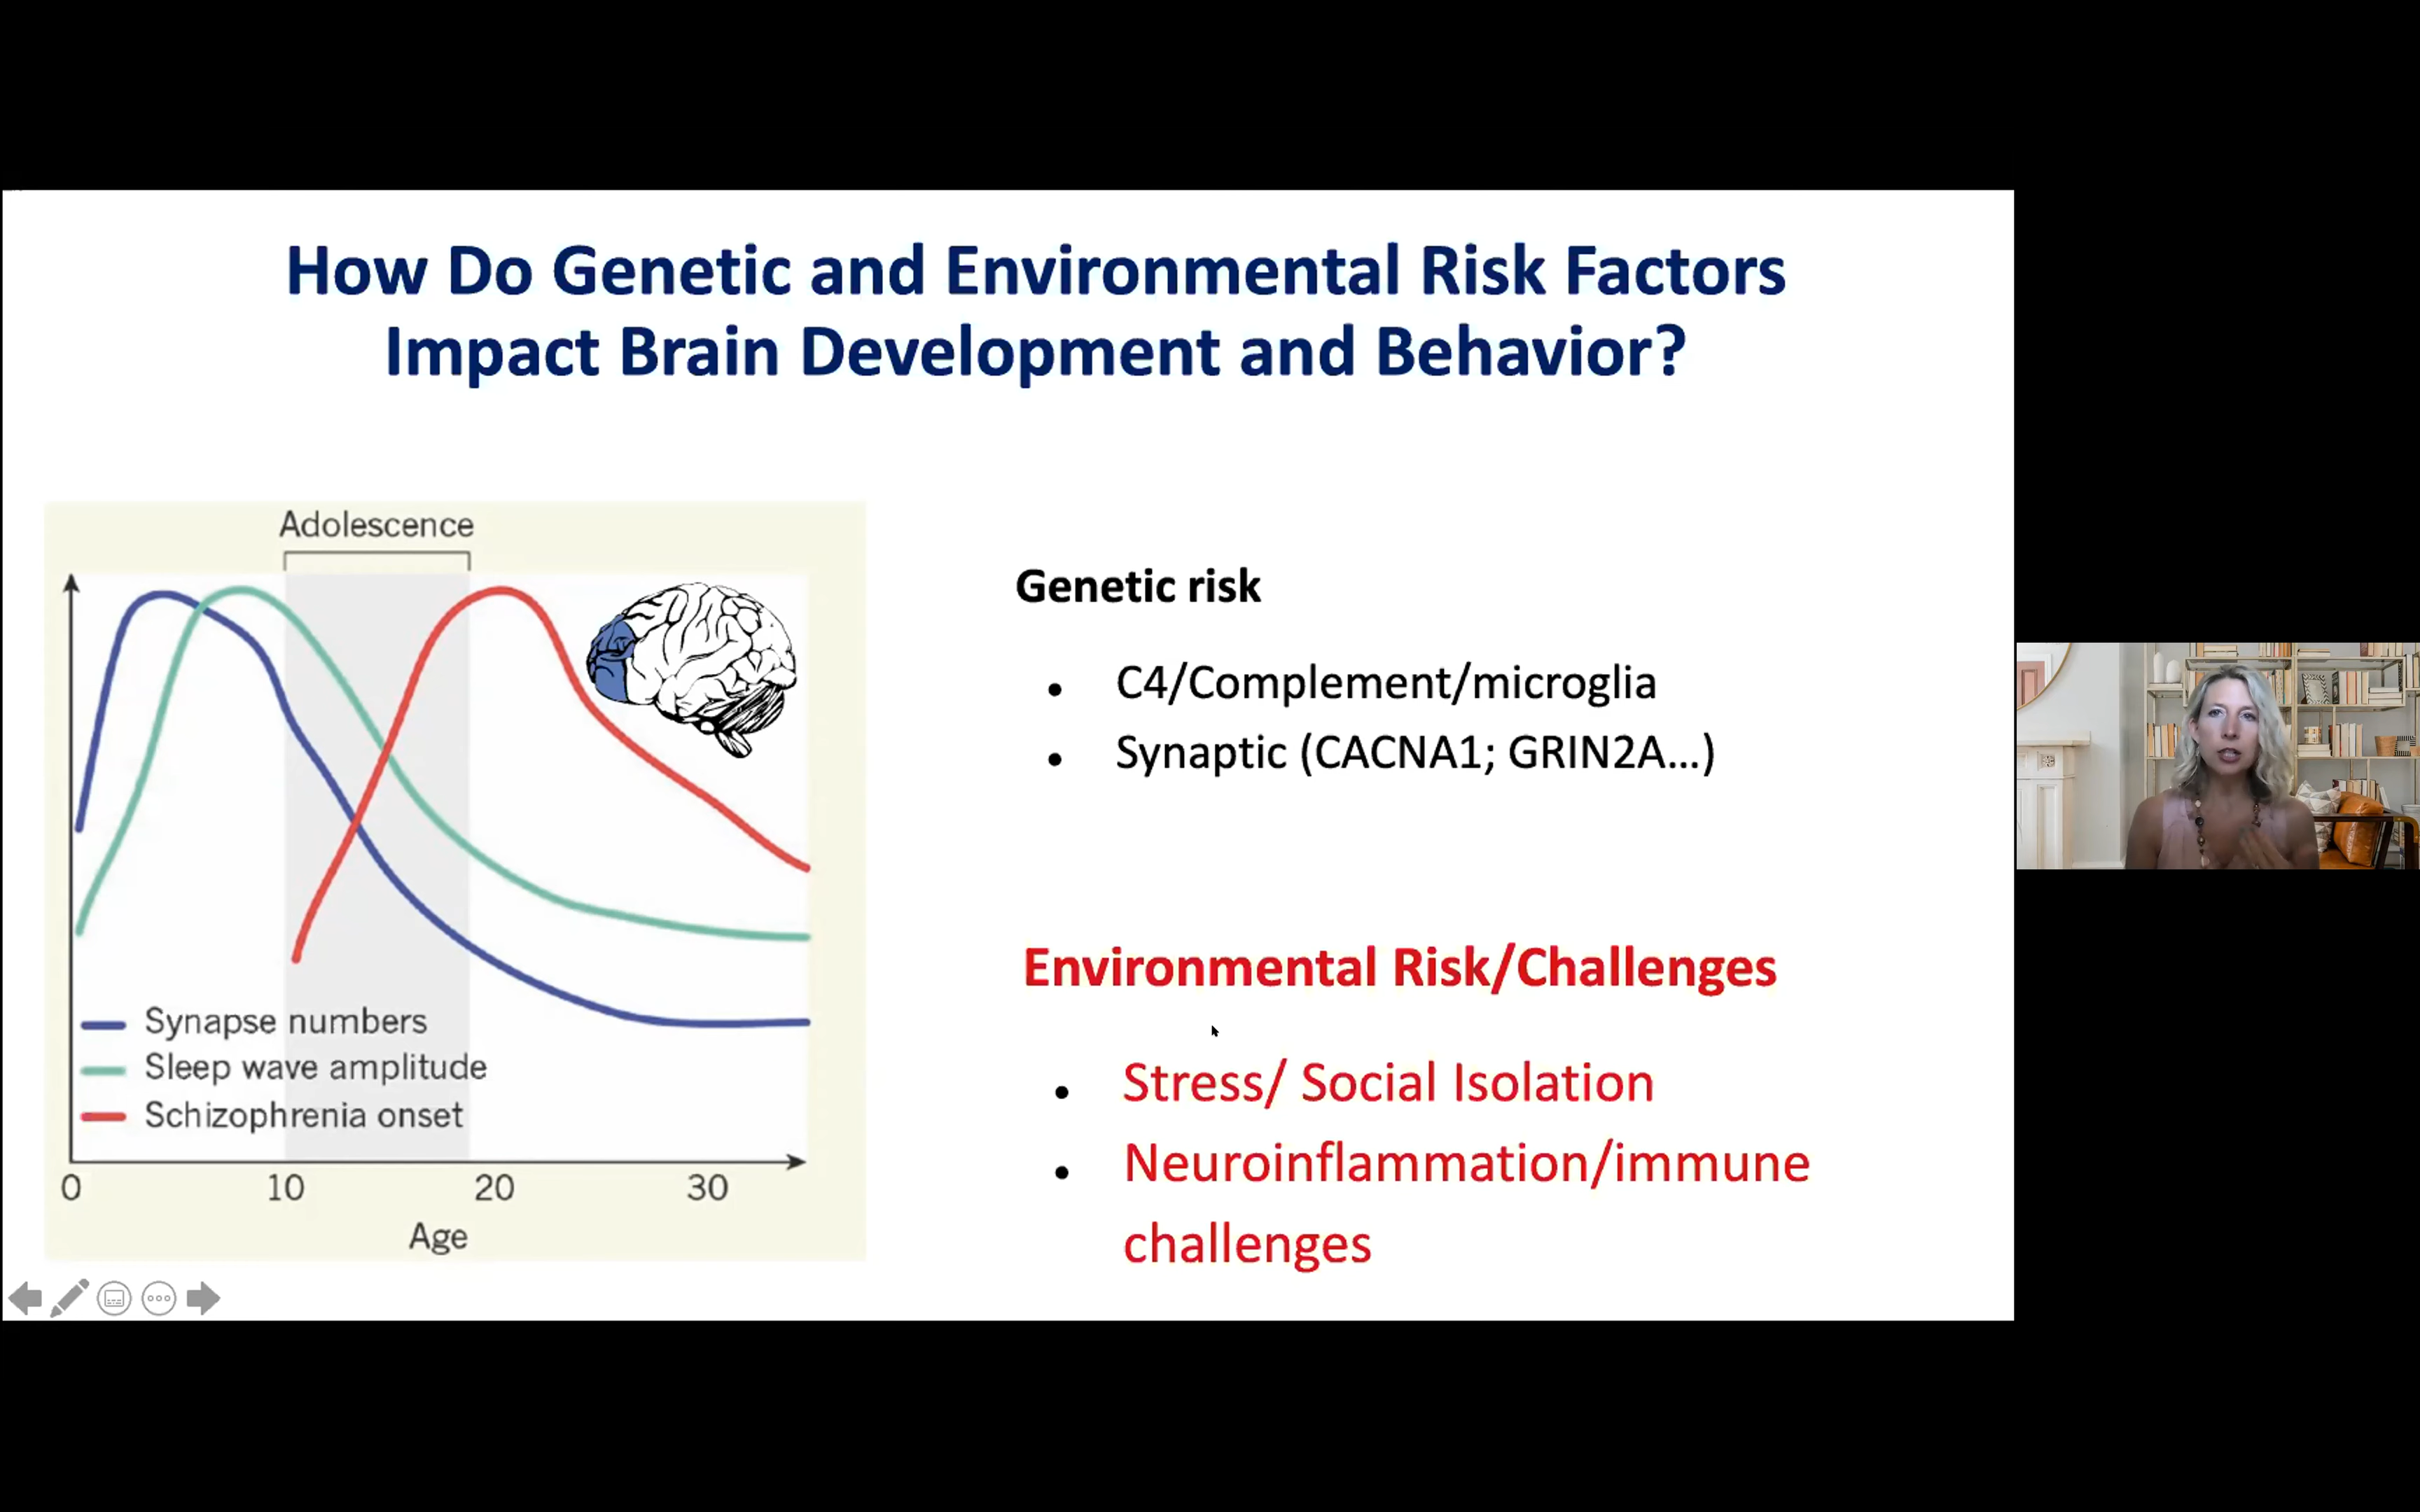 How Do Genetic and Environmental Risk Factors
Impact Brain Development and Behavior?
Adolescence
Synapse numbers
Sleep wave amplitude
Schizophrenia onset
0 10 20 30
Age
Genetic risk
• C4/Complement/microglia
• Synaptic (CACNA1; GRIN2A...)
Environmental Risk/Challenges
• Stress/ Social Isolation
• Neuroinflammation/immune
challenges